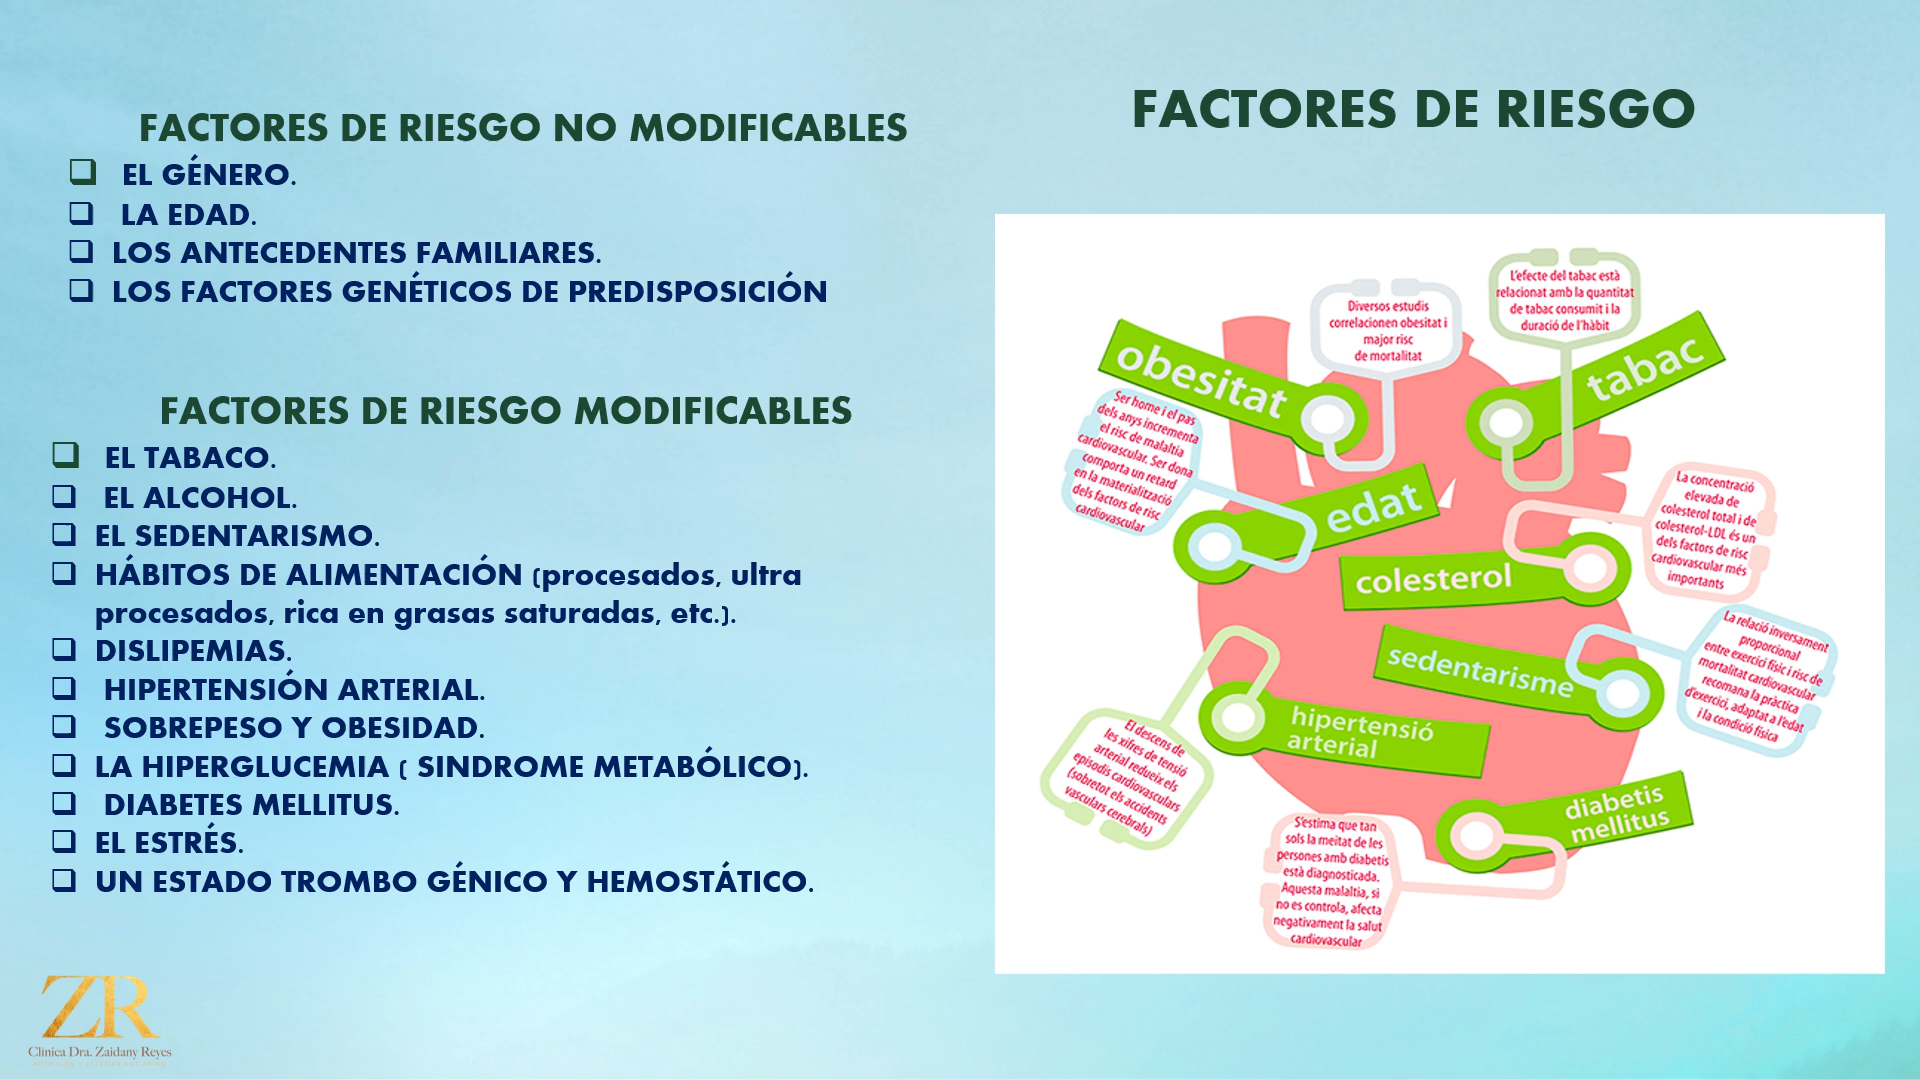 FACTORES DE RIESGO NO MODIFICABLES
EL GÉNERO.
LA EDAD.
LOS ANTECEDENTES FAMILIARES.
LOS FACTORES GENÉTICOS DE PREDISPOSICIÓN
FACTORES DE RIESGO MODIFICABLES
EL TABACO.
EL ALCOHOL.
EL SEDENTARISMO.
HÁBITOS DE ALIMENTACIÓN (procesados, ultra
procesados, rica en grasas saturadas, etc.).
DISLIPEMIAS.
HIPERTENSIÓN ARTERIAL.
SOBREPESO Y OBESIDAD.
LA HIPERGLUCEMIA ( SINDROME METABÓLICO).
DIABETES MELLITUS.
EL ESTRÉS.
UN ESTADO TROMBO GÉNICO Y HEMOSTÁTICO.
ZR
Clínica Dra. Zaidany Reyes
FACTORES DE RIESGO
obesitat
Diversos estudis
correlacionen obesitat i
major risc
de mortalitat
tabac
L'efecte del tabac està
relacionat amb la quantitat
de tabac consumit i la
duració de l'hàbit
edat
Ser home i el pas
dels anys incrementa
el risc de malaltia
cardiovascular. Ser dona
comporta un retard
en la materialització
dels factors de risc
cardiovascular
colesterol
La concentració
elevada de
colesterol total i de
colesterol-LDL és un
dels factors de risc
cardiovascular més
importants
sedentarisme
La relació inversament
proporcional
entre exercici físic i risc de
mortalitat cardiovascular
recomana la pràctica
d'exercici, adaptat a l'edat
i la condició física
hipertensió
arterial
El descens de
les xifres de tensió
arterial redueix els
episodis cardiovasculars
(sobretot els accidents
vasculars cerebrals)
diabetis
mellitus
S'estima que tan
sols la meitat de les
persones amb diabetis
està diagnosticada.
Aquesta malaltia, si
no es controla, afecta
negativament la salut
cardiovascular